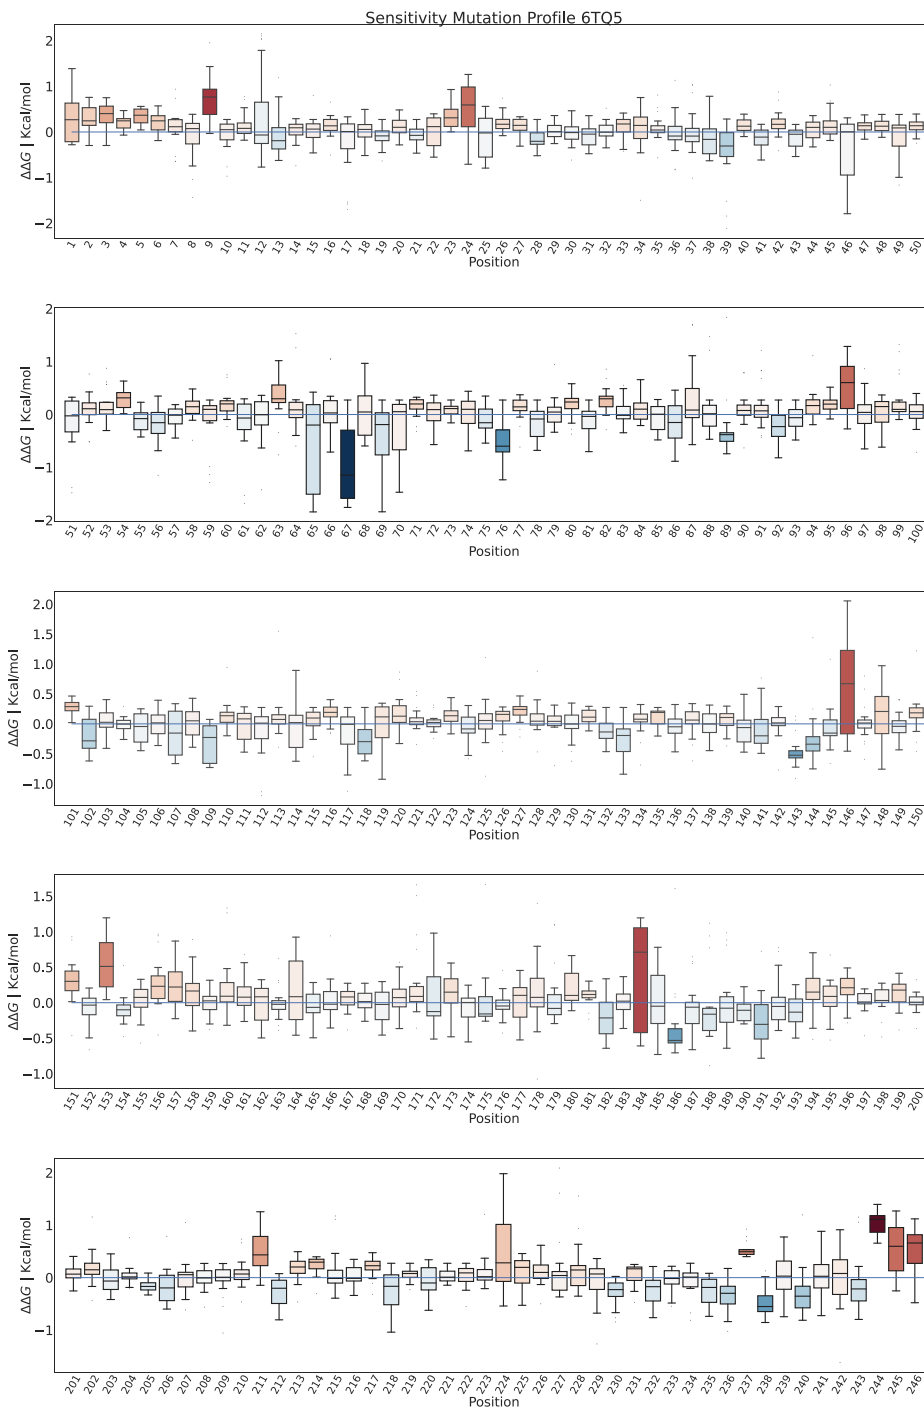 Sensitivity Mutation Profile 6TQ5
2
1
0
−1
−2
ΔΔG | Kcal/mol
1 2 3 4 5 6 7 8 9 10 11 12 13 14 15 16 17 18 19 20 21 22 23 24 25 26 27 28 29 30 31 32 33 34 35 36 37 38 39 40 41 42 43 44 45 46 47 48 49 50
Position
2
1
0
−1
−2
ΔΔG | Kcal/mol
51 52 53 54 55 56 57 58 59 60 61 62 63 64 65 66 67 68 69 70 71 72 73 74 75 76 77 78 79 80 81 82 83 84 85 86 87 88 89 90 91 92 93 94 95 96 97 98 99 100
Position
2.0
1.5
1.0
0.5
0.0
−0.5
−1.0
ΔΔG | Kcal/mol
101 102 103 104 105 106 107 108 109 110 111 112 113 114 115 116 117 118 119 120 121 122 123 124 125 126 127 128 129 130 131 132 133 134 135 136 137 138 139 140 141 142 143 144 145 146 147 148 149 150
Position
1.5
1.0
0.5
0.0
−0.5
−1.0
ΔΔG | Kcal/mol
151 152 153 154 155 156 157 158 159 160 161 162 163 164 165 166 167 168 169 170 171 172 173 174 175 176 177 178 179 180 181 182 183 184 185 186 187 188 189 190 191 192 193 194 195 196 197 198 199 200
Position
2
1
0
−1
ΔΔG | Kcal/mol
201 202 203 204 205 206 207 208 209 210 211 212 213 214 215 216 217 218 219 220 221 222 223 224 225 226 227 228 229 230 231 232 233 234 235 236 237 238 239 240 241 242 243 244 245 246
Position